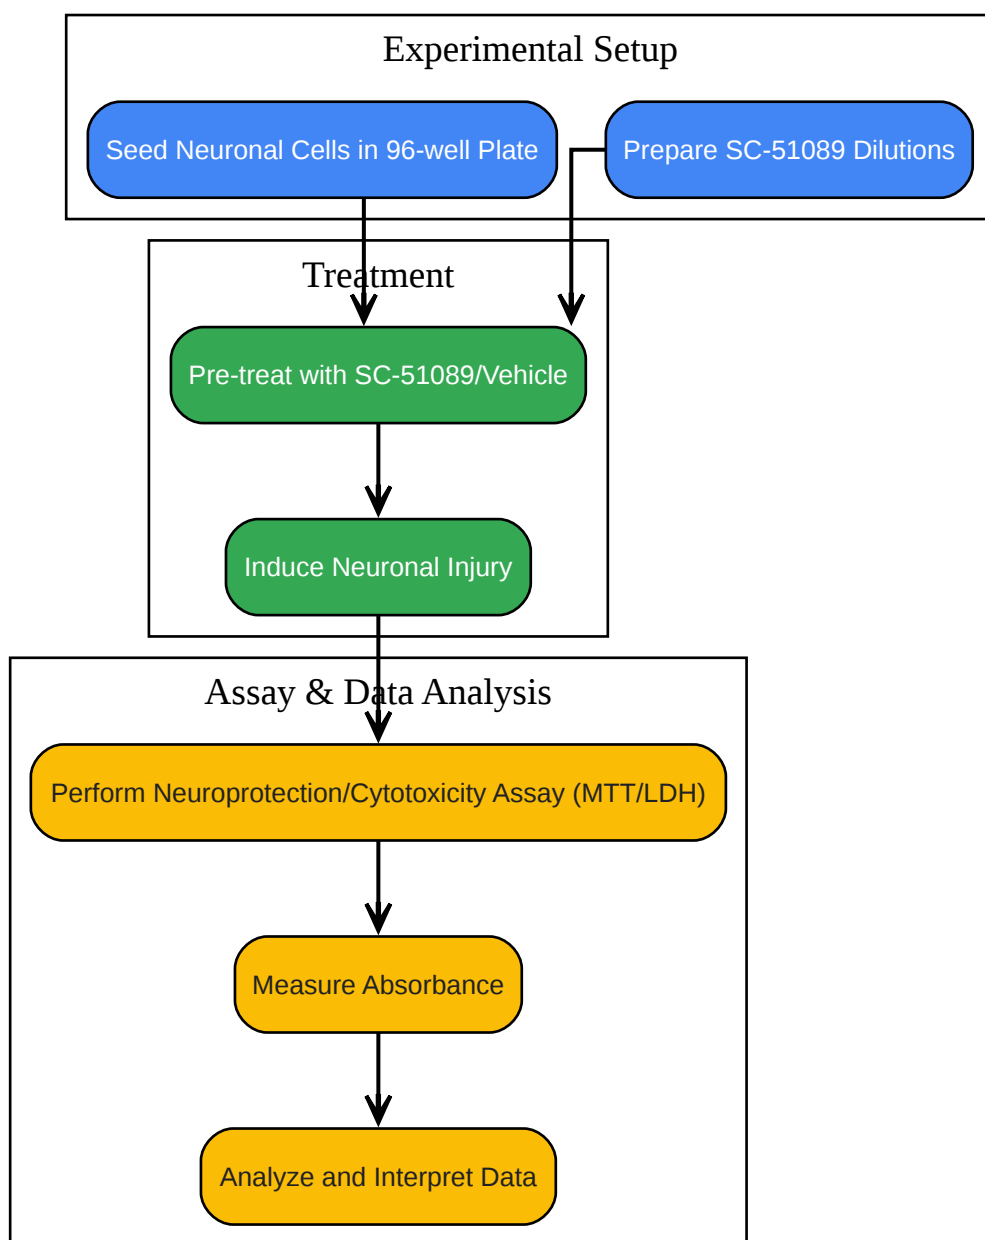 Experimental Setup
Seed Neuronal Cells in 96-well Plate
Prepare SC-51089 Dilutions
Treatment
Pre-treat with SC-51089/Vehicle
Induce Neuronal Injury
Assay & Data Analysis
Perform Neuroprotection/Cytotoxicity Assay (MTT/LDH)
Measure Absorbance
Analyze and Interpret Data